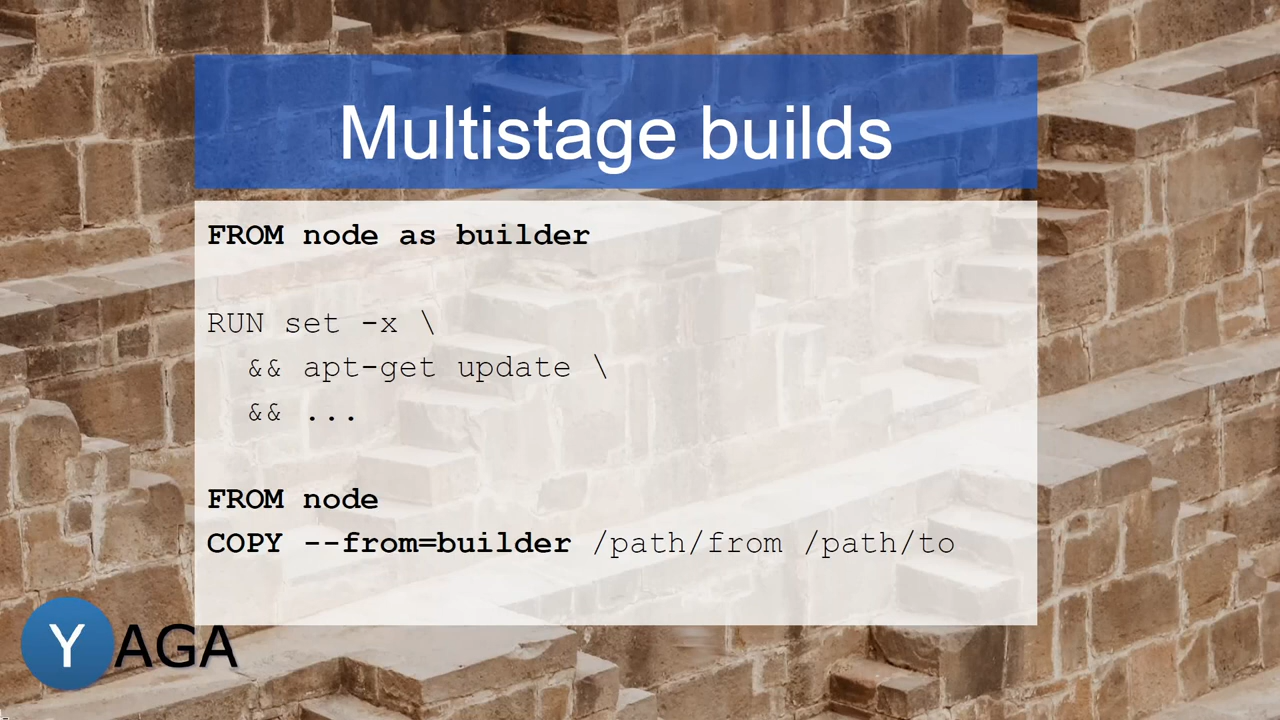 Multistage builds
FROM node as builder
RUN set -x \
&& apt-get update \
&& ...
FROM node
COPY --from=builder /path/from /path/to
YAGA